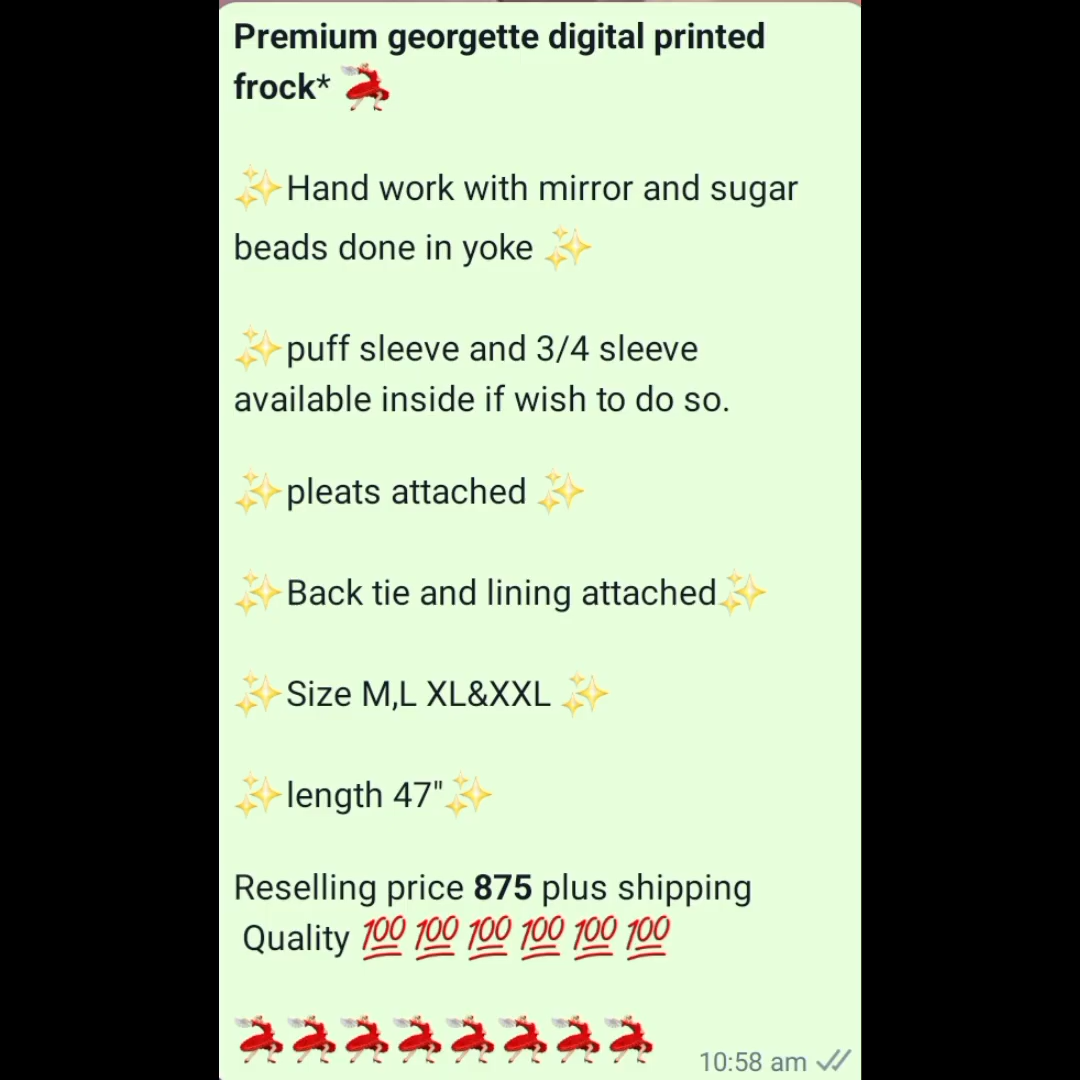 Premium georgette digital printed
frock* 💃
✨Hand work with mirror and sugar
beads done in yoke ✨
✨puff sleeve and 3/4 sleeve
available inside if wish to do so.
✨pleats attached ✨
✨Back tie and lining attached✨
✨Size M,L XL&XXL ✨
✨length 47"✨
Reselling price 875 plus shipping
Quality 💯 💯 💯 💯 💯 💯
💃💃💃💃💃💃💃💃
10:58 am